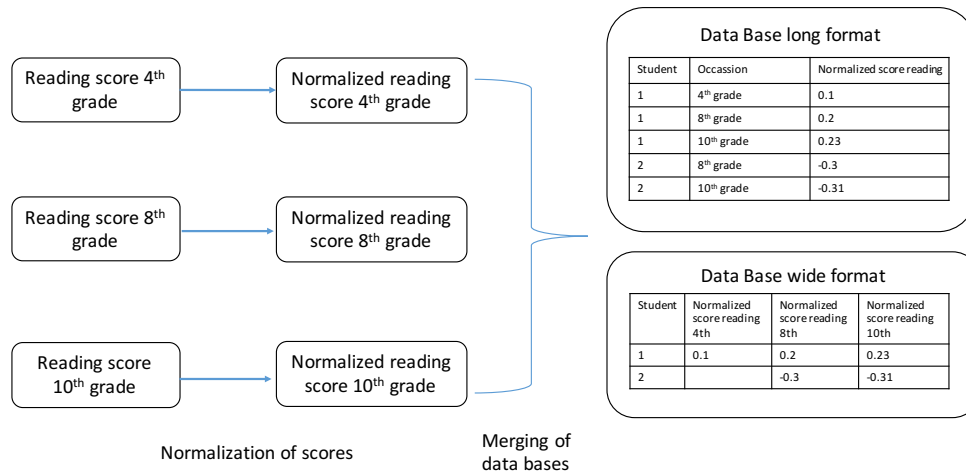 Reading score 4th
grade
Normalized reading
score 4th grade
Reading score 8th
grade
Normalized reading
score 8th grade
Reading score
10th grade
Normalized reading
score 10th grade
Normalization of scores
Merging of
data bases
Data Base long format
Student Occassion Normalized score reading
1 4th grade 0.1
1 8th grade 0.2
1 10th grade 0.23
2 8th grade -0.3
2 10th grade -0.31
Data Base wide format
Student Normalized Normalized Normalized
score reading score reading score reading
4th 8th 10th
1 0.1 0.2 0.23
2 -0.3 -0.31